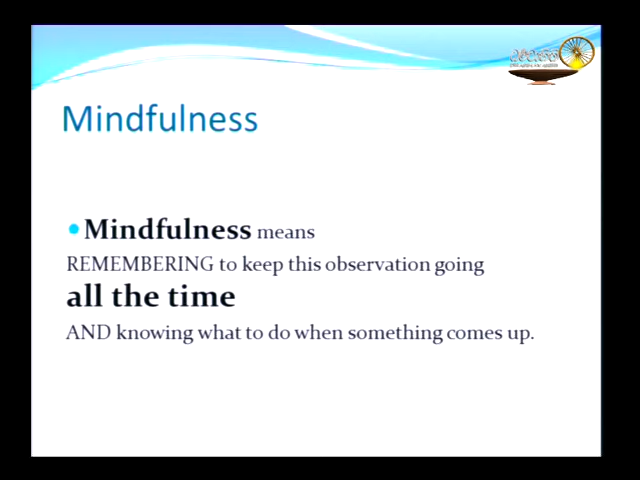 Mindfulness
Mindfulness means
REMEMBERING to keep this observation going
all the time
AND knowing what to do when something comes up.